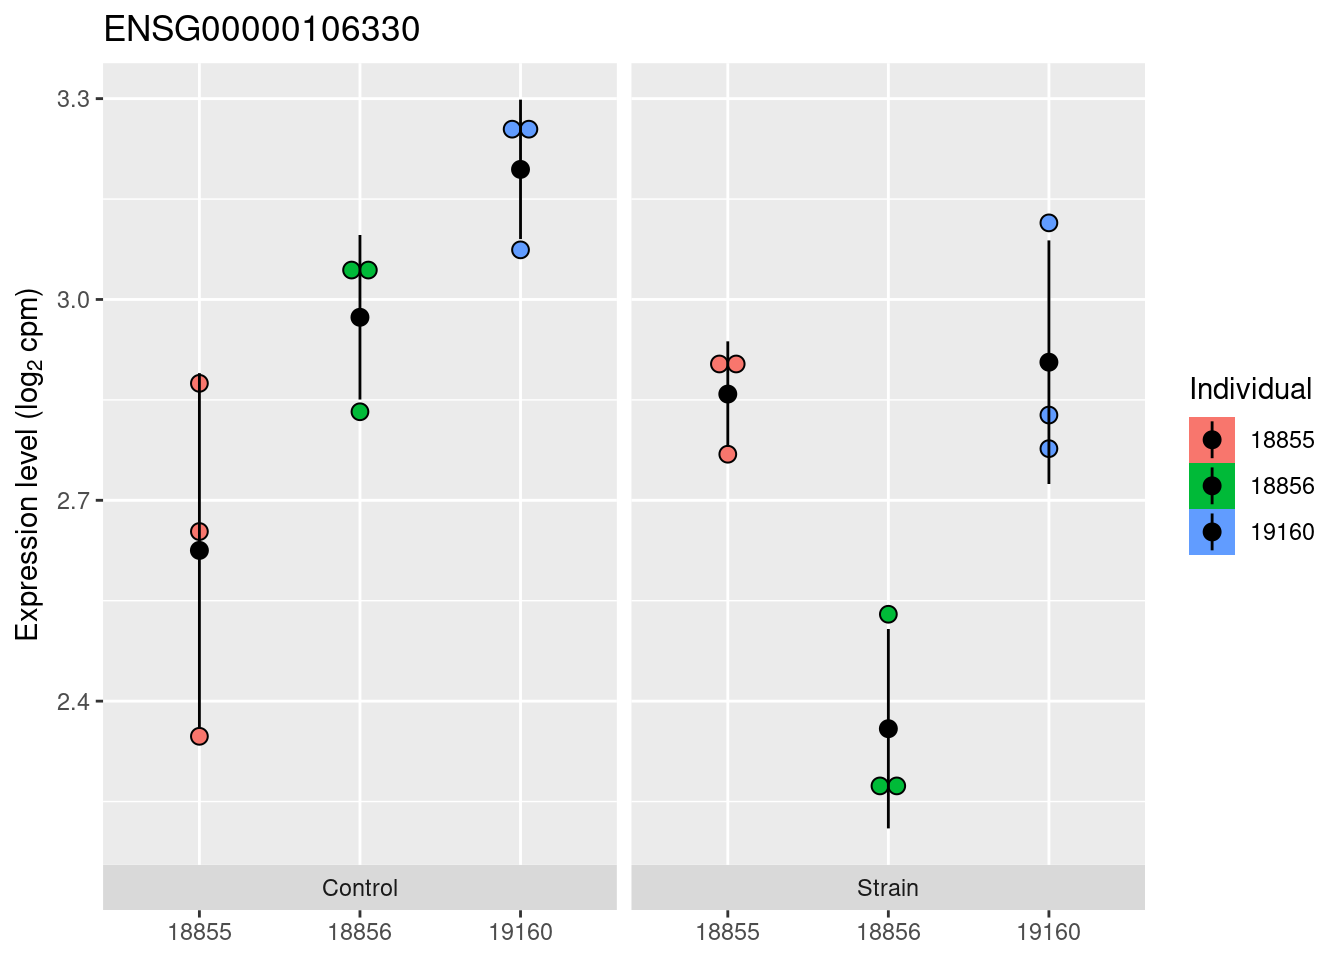 ENSG00000106330
Expression level (log₂ cpm)
3.3
3.0
2.7
2.4
Control
Strain
18855 18856 19160
18855 18856 19160
Individual
18855
18856
19160